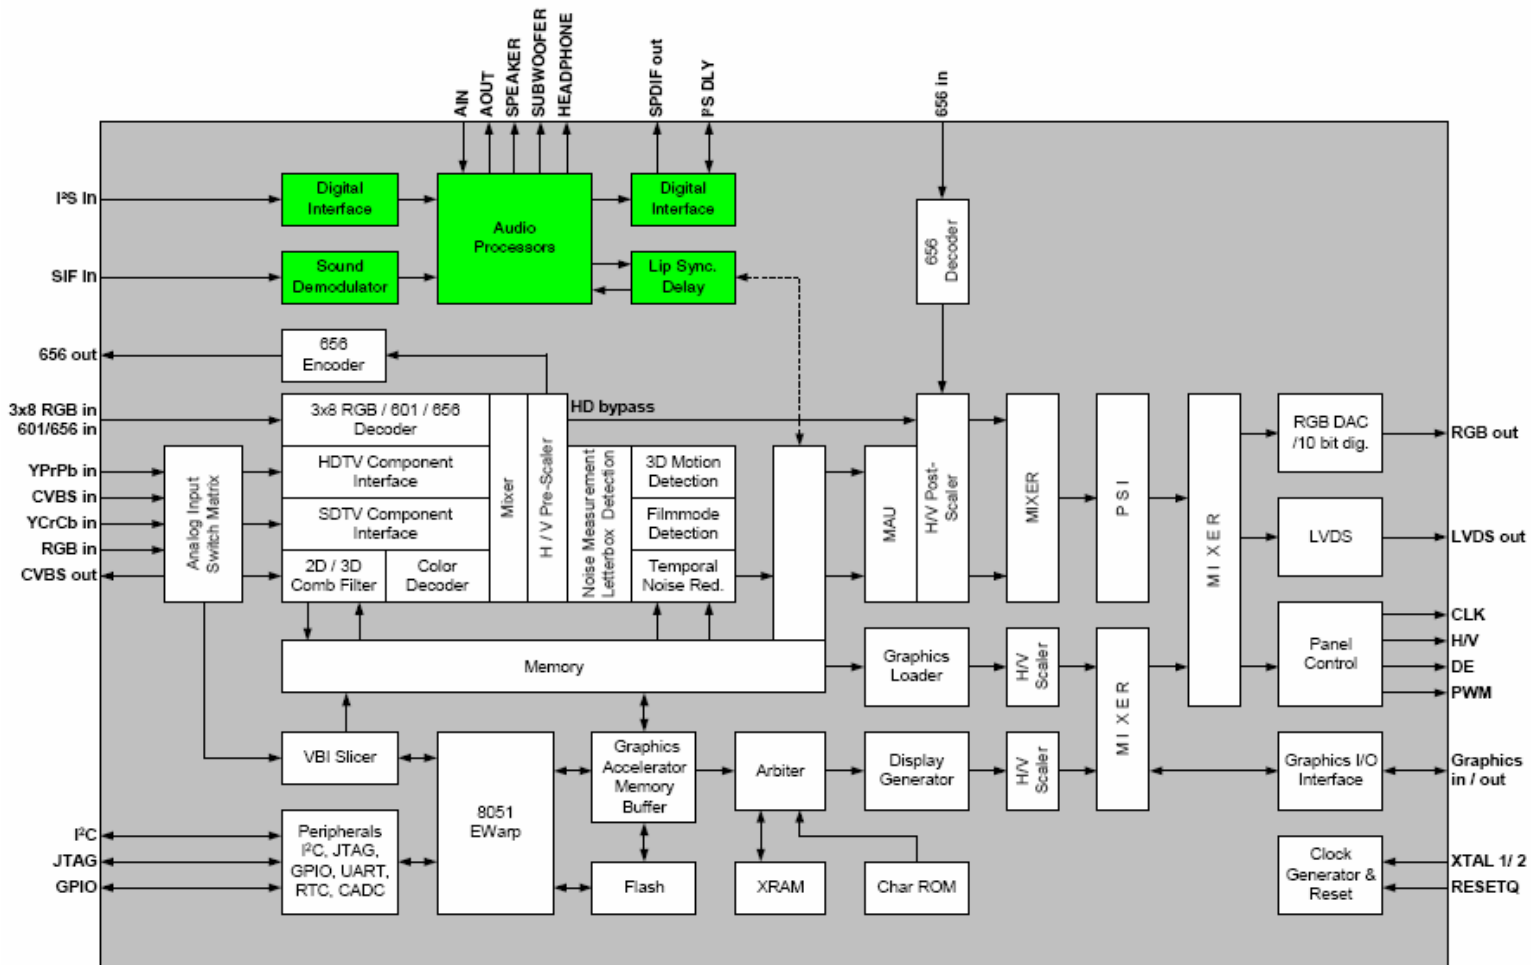 AIN
AOUT
SPEAKER
SUBWOOFER
HEADPHONE
SPDIF out
I²S DLY
656 in
I²S In
Digital
Interface
Audio
Processors
Digital
Interface
SIF In
Sound
Demodulator
Lip Sync.
Delay
656
Decoder
656 out
656
Encoder
3x8 RGB in
601/656 in
3x8 RGB / 601 / 656
Decoder
HD bypass
YPrPb in
CVBS in
YCrCb in
RGB in
CVBS out
Analog Input
Switch Matrix
HDTV Component
Interface
SDTV Component
Interface
2D / 3D
Comb Filter
Color
Decoder
Mixer
H / V Pre-Scaler
Noise Measurement
Letterbox Detection
3D Motion
Detection
Filmmode
Detection
Temporal
Noise Red.
MAU
H/V Post-
Scaler
MIXER
PSI
MIXER
RGB DAC
/10 bit dig.
RGB out
LVDS
LVDS out
Memory
Graphics
Loader
H/V
Scaler
MIXER
Panel
Control
CLK
H/V
DE
PWM
VBI Slicer
8051
EWarp
Graphics
Accelerator
Memory
Buffer
Arbiter
Display
Generator
H/V
Scaler
Graphics I/O
Interface
Graphics
in / out
I²C
JTAG
GPIO
Peripherals
I²C, JTAG,
GPIO, UART,
RTC, CADC
Flash
XRAM
Char ROM
Clock
Generator &
Reset
XTAL 1/ 2
RESETQ